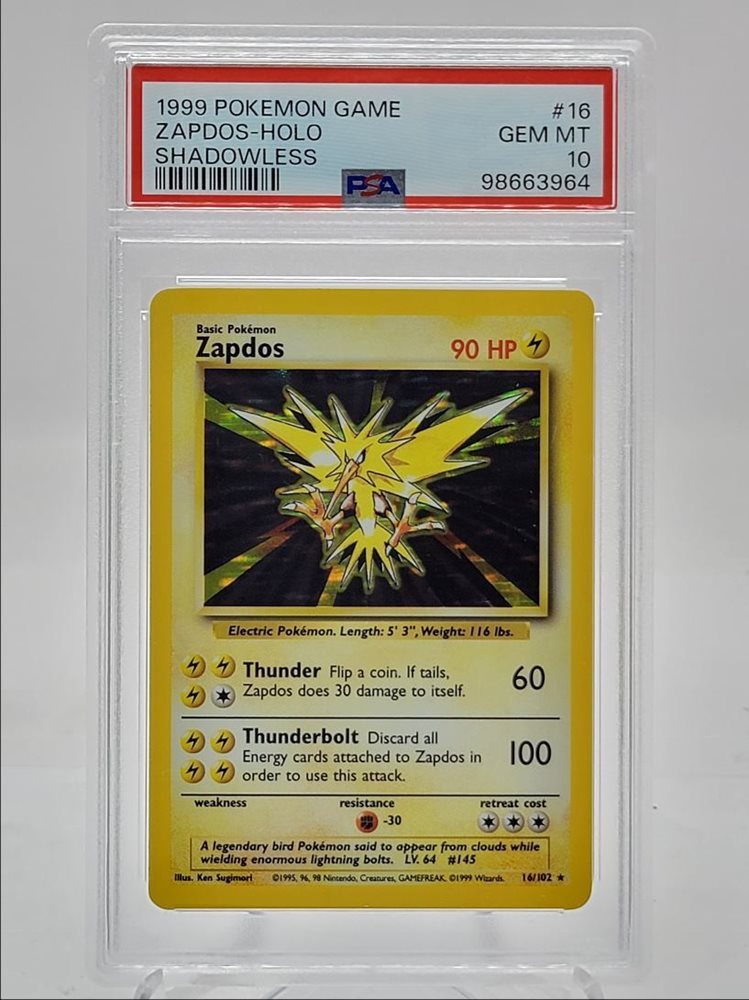 1999 POKEMON GAME #16
ZAPDOS-HOLO GEM MT
SHADOWLESS 10
PSA 98663964
Basic Pokémon
Zapdos 90 HP
Electric Pokémon. Length: 5' 3", Weight: 116 lbs.
Thunder Flip a coin. If tails,
Zapdos does 30 damage to itself. 60
Thunderbolt Discard all
Energy cards attached to Zapdos in 100
order to use this attack.
weakness resistance retreat cost
-30
A legendary bird Pokémon said to appear from clouds while
wielding enormous lightning bolts. LV. 64 #145
Illus. Ken Sugimori ©1995, 96, 98 Nintendo, Creatures, GAMEFREAK. ©1999 Wizards. 16/102 ★